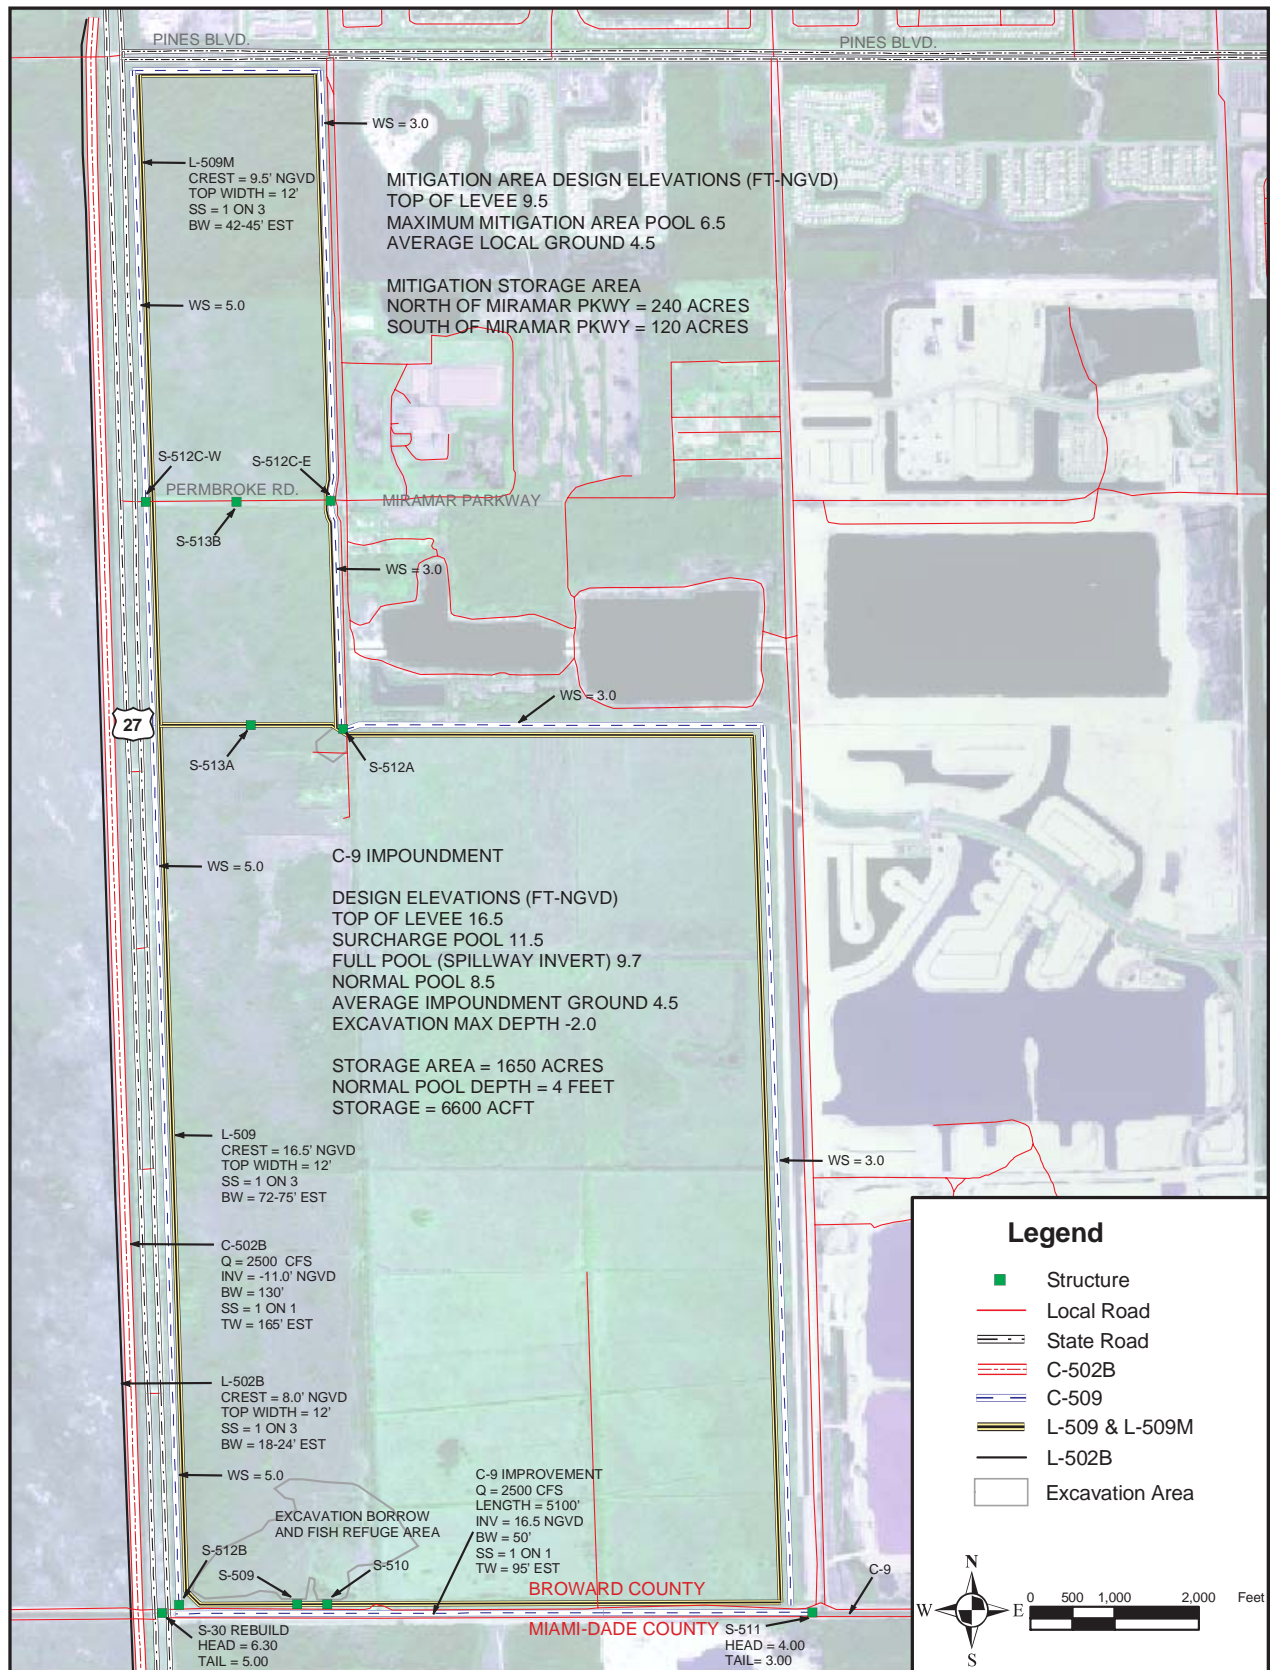 PINES BLVD.
PINES BLVD.
WS = 3.0
L-509M
CREST = 9.5' NGVD
TOP WIDTH = 12'
SS = 1 ON 3
BW = 42-45' EST
MITIGATION AREA DESIGN ELEVATIONS (FT-NGVD)
TOP OF LEVEE 9.5
MAXIMUM MITIGATION AREA POOL 6.5
AVERAGE LOCAL GROUND 4.5
MITIGATION STORAGE AREA
NORTH OF MIRAMAR PKWY = 240 ACRES
SOUTH OF MIRAMAR PKWY = 120 ACRES
WS = 5.0
S-512C-W
S-512C-E
PERMBROKE RD.
MIRAMAR PARKWAY
S-513B
WS = 3.0
WS = 3.0
27
S-513A
S-512A
WS = 5.0
C-9 IMPOUNDMENT
DESIGN ELEVATIONS (FT-NGVD)
TOP OF LEVEE 16.5
SURCHARGE POOL 11.5
FULL POOL (SPILLWAY INVERT) 9.7
NORMAL POOL 8.5
AVERAGE IMPOUNDMENT GROUND 4.5
EXCAVATION MAX DEPTH -2.0
STORAGE AREA = 1650 ACRES
NORMAL POOL DEPTH = 4 FEET
STORAGE = 6600 ACFT
L-509
CREST = 16.5' NGVD
TOP WIDTH = 12'
SS = 1 ON 3
BW = 72-75' EST
WS = 3.0
C-502B
Q = 2500 CFS
INV = -11.0' NGVD
BW = 130'
SS = 1 ON 1
TW = 165' EST
L-502B
CREST = 8.0' NGVD
TOP WIDTH = 12'
SS = 1 ON 3
BW = 18-24' EST
WS = 5.0
C-9 IMPROVEMENT
Q = 2500 CFS
LENGTH = 5100'
INV = 16.5 NGVD
BW = 50'
SS = 1 ON 1
TW = 95' EST
EXCAVATION BORROW
AND FISH REFUGE AREA
S-512B
S-509
S-510
BROWARD COUNTY
MIAMI-DADE COUNTY
C-9
S-30 REBUILD
HEAD = 6.30
TAIL = 5.00
S-511
HEAD = 4.00
TAIL= 3.00
Legend
Structure
Local Road
State Road
C-502B
C-509
L-509 & L-509M
L-502B
Excavation Area
N
W
E
S
0 500 1,000 2,000 Feet